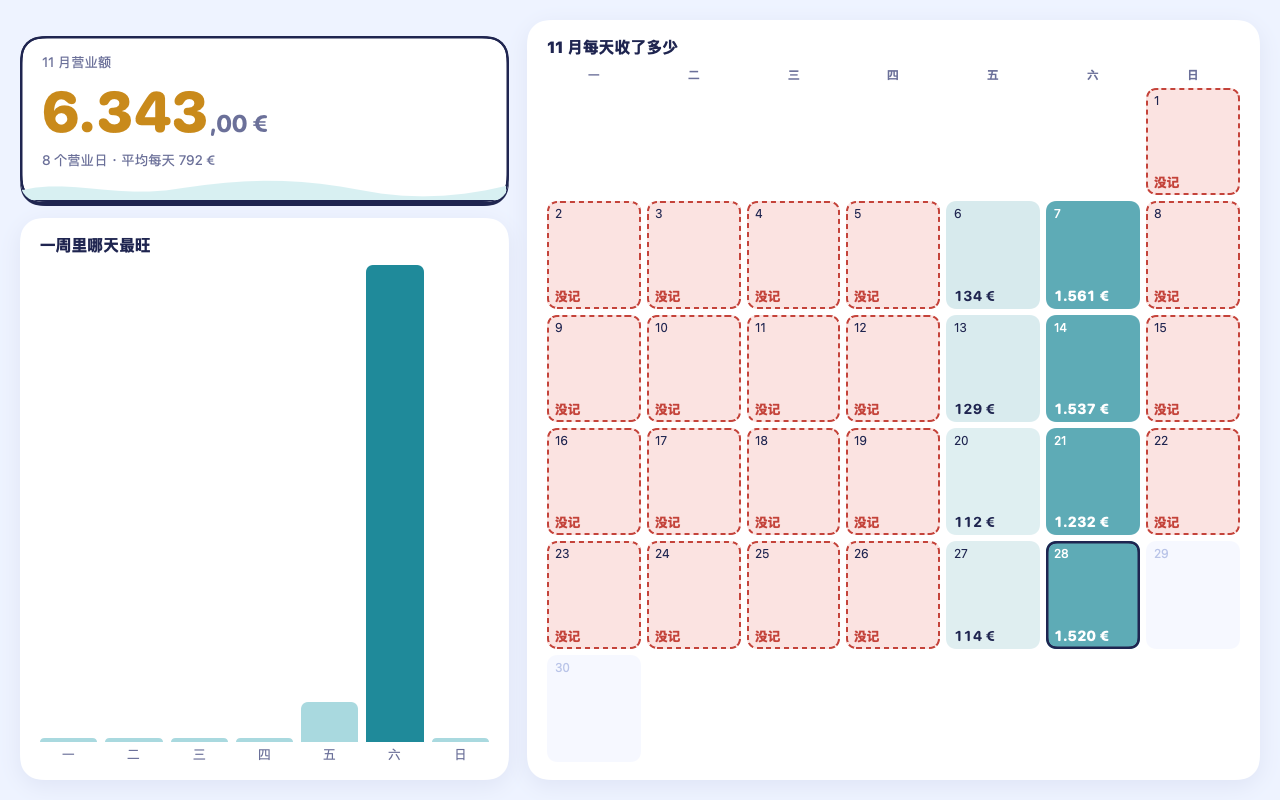 11 月营业额
6.343,00 €
8 个营业日 · 平均每天 792 €
一周里哪天最旺
一 二 三 四 五 六 日
11 月每天收了多少
一 二 三 四 五 六 日
1
没记
2 3 4 5 6 7 8
没记 没记 没记 没记 134 € 1.561 € 没记
9 10 11 12 13 14 15
没记 没记 没记 没记 129 € 1.537 € 没记
16 17 18 19 20 21 22
没记 没记 没记 没记 112 € 1.232 € 没记
23 24 25 26 27 28 29
没记 没记 没记 没记 114 € 1.520 €
30